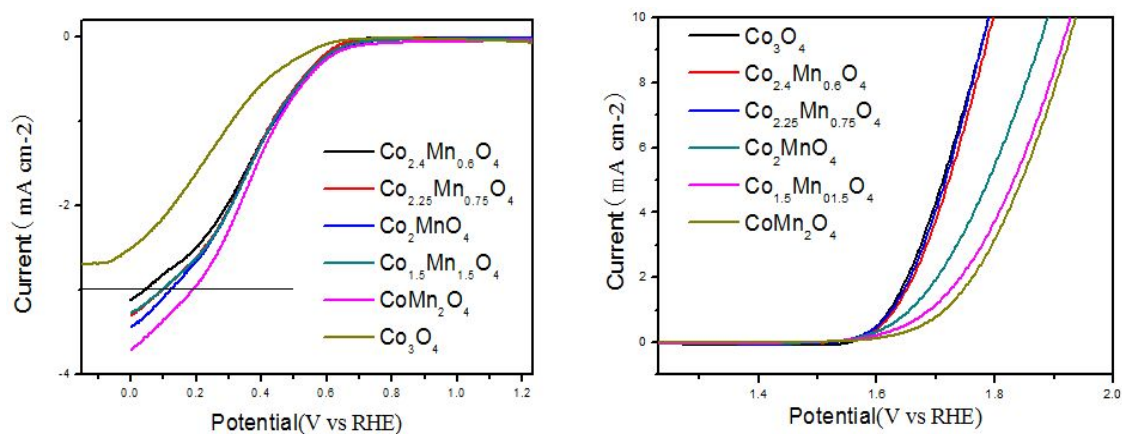 0
-2
-4
Current ( mA cm-2)
0.0 0.2 0.4 0.6 0.8 1.0 1.2
Potential(V vs RHE)
Co2.4Mn0.6O4
Co2.25Mn0.75O4
Co2MnO4
Co1.5Mn1.5O4
CoMn2O4
Co3O4
10
8
6
4
2
0
Current ( mA cm-2)
1.4 1.6 1.8 2.0
Potential(V vs RHE)
Co3O4
Co2.4Mn0.6O4
Co2.25Mn0.75O4
Co2MnO4
Co1.5Mn01.5O4
CoMn2O4